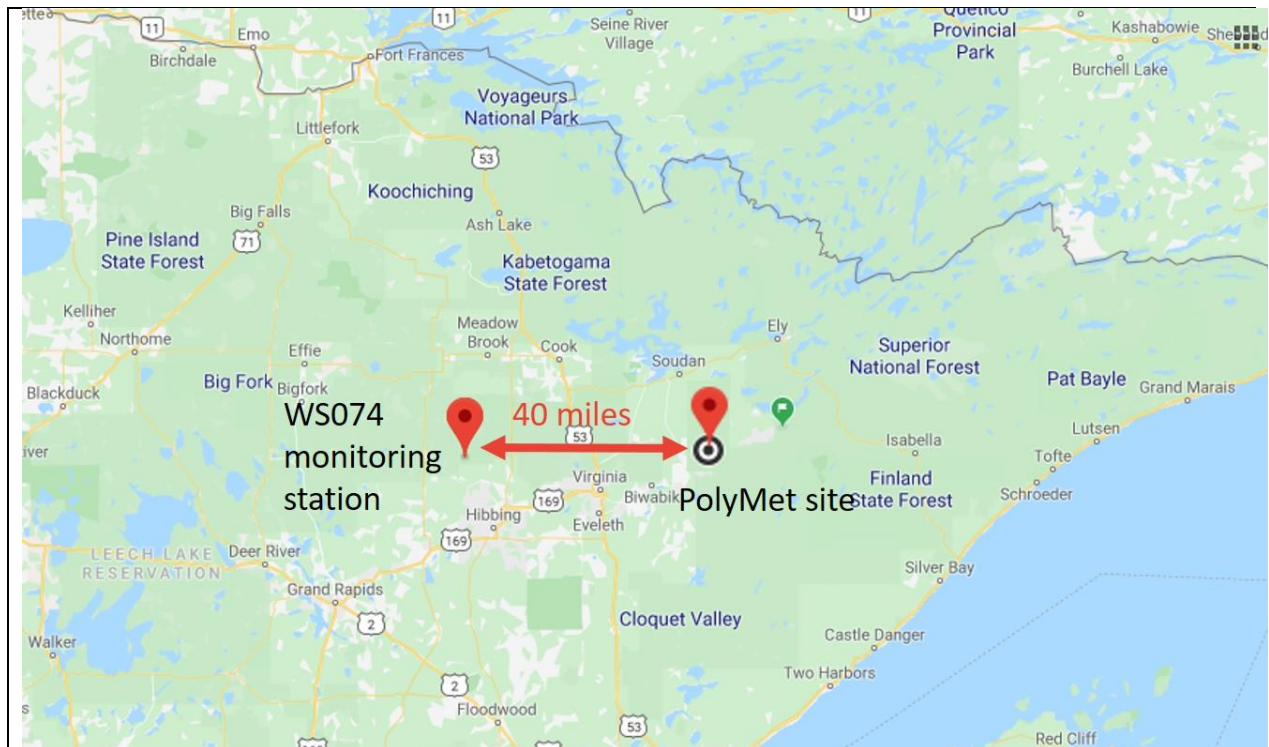 11
Emo
Birchdale
Fort Frances
11
Seine River
Village
11
Quetico
Provincial
Park
Kashabowie
Burchell Lake
Voyageurs
National Park
Littlefork
53
Koochiching
Big Falls
71
Ash Lake
Pine Island
State Forest
Kabetogama
State Forest
Kelliher
Northome
Meadow
Brook
Cook
Effie
Soudan
Ely
Superior
National Forest
Big Fork
Bigfork
Blackduck
Pat Bayle
Grand Marais
WS074
monitoring
station
40 miles
53
Isabella
Lutsen
Tofte
Virginia
Biwabik
PolyMet site
Finland
State Forest
Schroeder
169
Hibbing
Eveleth
169
LEECH LAKE
RESERVATION
Deer River
Grand Rapids
2
Silver Bay
Cloquet Valley
Castle Danger
Walker
Two Harbors
2
Floodwood
53
Red Cliff